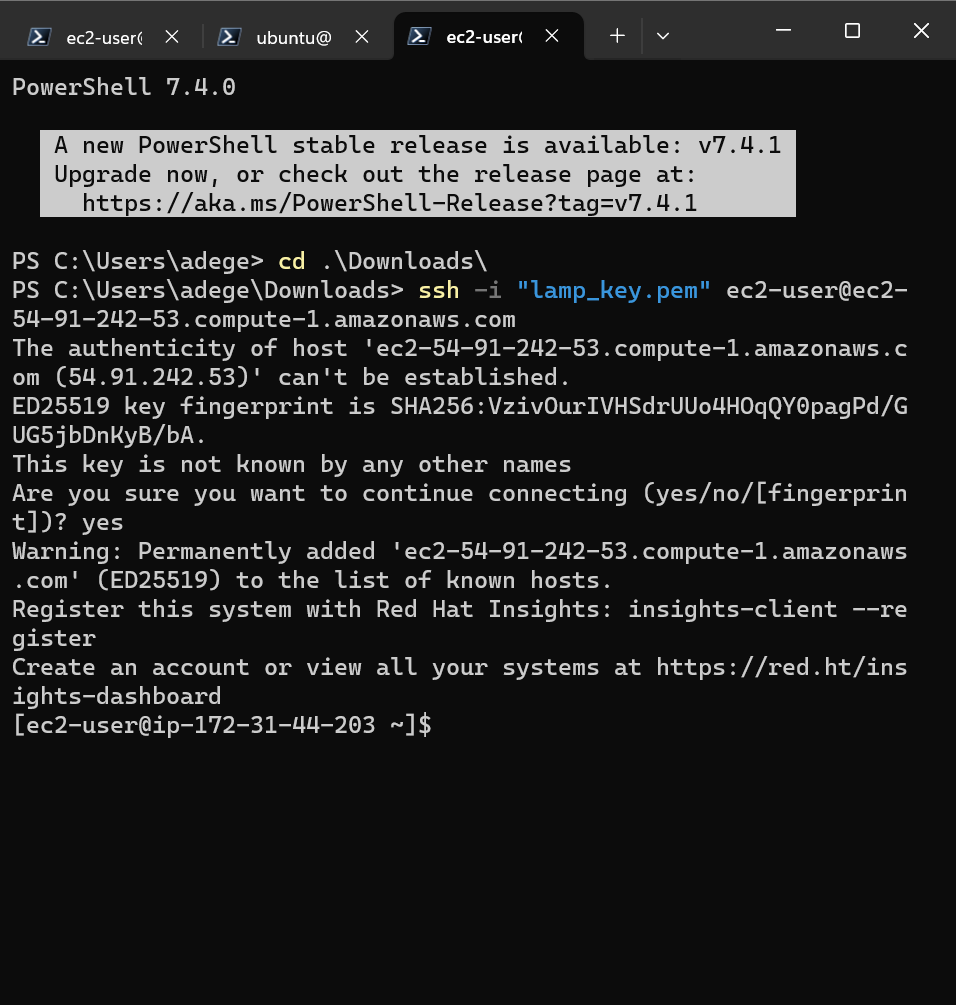 ec2-user(
ubuntu@
ec2-user(
PowerShell 7.4.0
A new PowerShell stable release is available: v7.4.1
Upgrade now, or check out the release page at:
https://aka.ms/PowerShell-Release?tag=v7.4.1
PS C:\Users\adege> cd .\Downloads\
PS C:\Users\adege\Downloads> ssh -i "lamp_key.pem" ec2-user@ec2-
54-91-242-53.compute-1.amazonaws.com
The authenticity of host 'ec2-54-91-242-53.compute-1.amazonaws.c
om (54.91.242.53)' can't be established.
ED25519 key fingerprint is SHA256:VzivOurIVHSdrUUo4HOqQY0pagPd/G
UG5jbDnKyB/bA.
This key is not known by any other names
Are you sure you want to continue connecting (yes/no/[fingerprin
t])? yes
Warning: Permanently added 'ec2-54-91-242-53.compute-1.amazonaws
.com' (ED25519) to the list of known hosts.
Register this system with Red Hat Insights: insights-client --re
gister
Create an account or view all your systems at https://red.ht/ins
ights-dashboard
[ec2-user@ip-172-31-44-203 ~]$